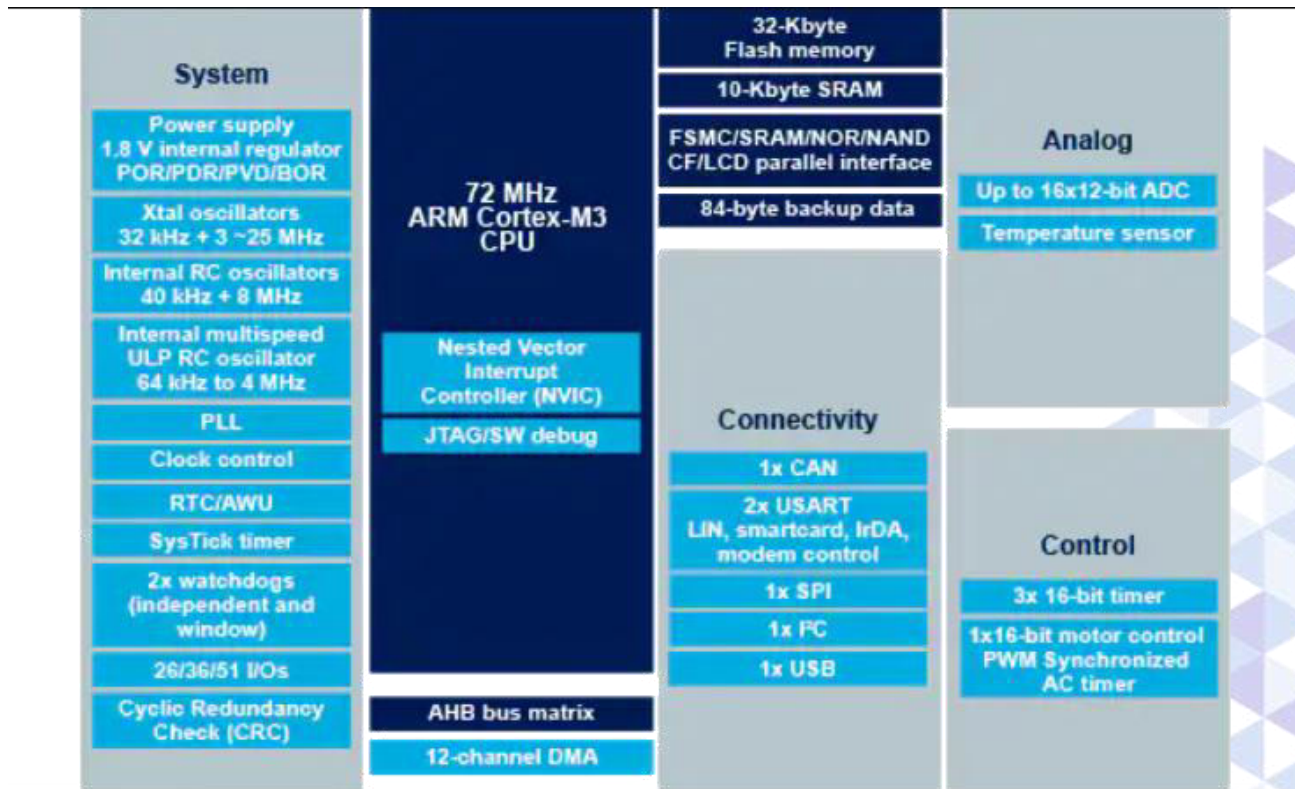 System
Power supply
1.8 V internal regulator
POR/PDR/PVD/BOR
Xtal oscillators
32 kHz + 3 ~25 MHz
Internal RC oscillators
40 kHz + 8 MHz
Internal multispeed
ULP RC oscillator
64 kHz to 4 MHz
PLL
Clock control
RTC/AWU
SysTick timer
2x watchdogs
(independent and
window)
26/36/51 I/Os
Cyclic Redundancy
Check (CRC)
72 MHz
ARM Cortex-M3
CPU
Nested Vector
Interrupt
Controller (NVIC)
JTAG/SW debug
AHB bus matrix
12-channel DMA
32-Kbyte
Flash memory
10-Kbyte SRAM
FSMC/SRAM/NOR/NAND
CF/LCD parallel interface
84-byte backup data
Connectivity
1x CAN
2x USART
LIN, smartcard, IrDA,
modem control
1x SPI
1x I²C
1x USB
Analog
Up to 16x12-bit ADC
Temperature sensor
Control
3x 16-bit timer
1x16-bit motor control
PWM Synchronized
AC timer